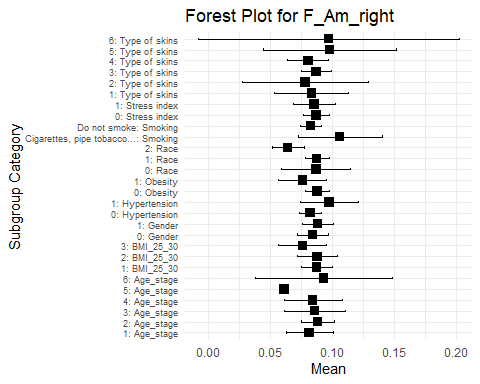 Forest Plot for F_Am_right
Subgroup Category
6: Type of skins
5: Type of skins
4: Type of skins
3: Type of skins
2: Type of skins
1: Type of skins
1: Stress index
0: Stress index
Do not smoke: Smoking
Cigarettes, pipe tobacco...: Smoking
2: Race
1: Race
0: Race
1: Obesity
0: Obesity
1: Hypertension
0: Hypertension
1: Gender
0: Gender
3: BMI_25_30
2: BMI_25_30
1: BMI_25_30
6: Age_stage
5: Age_stage
4: Age_stage
3: Age_stage
2: Age_stage
1: Age_stage
0.00 0.05 0.10 0.15 0.20
Mean